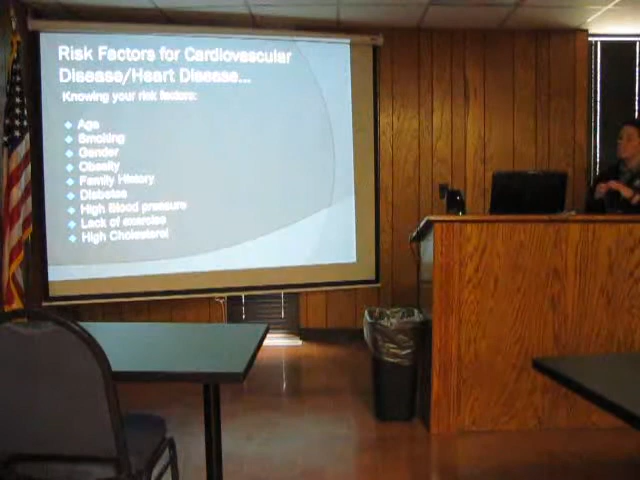 Risk Factors for Cardiovascular
Disease/Heart Disease...
Knowing your risk factors:
Age
Smoking
Gender
Obesity
Family History
Diabetes
High Blood pressure
Lack of exercise
High Cholesterol